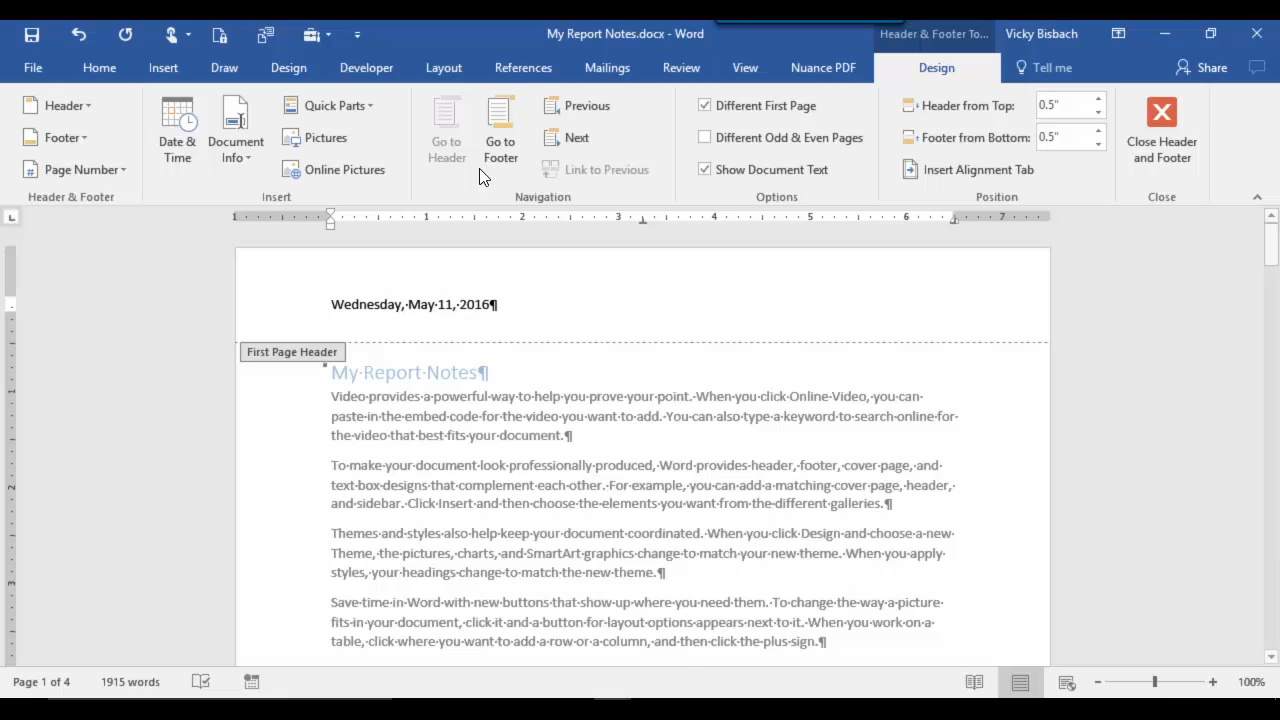 My Report Notes.docx - Word
Header & Footer To...
Vicky Bisbach
File Home Insert Draw Design Developer Layout References Mailings Review View Nuance PDF Design Tell me Share
Header
Footer
Page Number
Header & Footer
Date & Time
Document Info
Quick Parts
Pictures
Online Pictures
Insert
Go to Header
Go to Footer
Previous
Next
Link to Previous
Navigation
Different First Page
Different Odd & Even Pages
Show Document Text
Options
Header from Top: 0.5"
Footer from Bottom: 0.5"
Insert Alignment Tab
Position
Close Header and Footer
Close
1 1 2 3 4 5 6 7
Wednesday,·May·11,·2016¶
First Page Header
My·Report·Notes¶
Video·provides·a·powerful·way·to·help·you·prove·your·point.·When·you·click·Online·Video,·you·can·
paste·in·the·embed·code·for·the·video·you·want·to·add.·You·can·also·type·a·keyword·to·search·online·for·
the·video·that·best·fits·your·document.¶
To·make·your·document·look·professionally·produced,·Word·provides·header,·footer,·cover·page,·and·
text·box·designs·that·complement·each·other.·For·example,·you·can·add·a·matching·cover·page,·header,·
and·sidebar.·Click·Insert·and·then·choose·the·elements·you·want·from·the·different·galleries.¶
Themes·and·styles·also·help·keep·your·document·coordinated.·When·you·click·Design·and·choose·a·new·
Theme,·the·pictures,·charts,·and·SmartArt·graphics·change·to·match·your·new·theme.·When·you·apply·
styles,·your·headings·change·to·match·the·new·theme.¶
Save·time·in·Word·with·new·buttons·that·show·up·where·you·need·them.·To·change·the·way·a·picture·
fits·in·your·document,·click·it·and·a·button·for·layout·options·appears·next·to·it.·When·you·work·on·a·
table,·click·where·you·want·to·add·a·row·or·a·column,·and·then·click·the·plus·sign.¶
1
2
3
Page 1 of 4 1915 words 100%